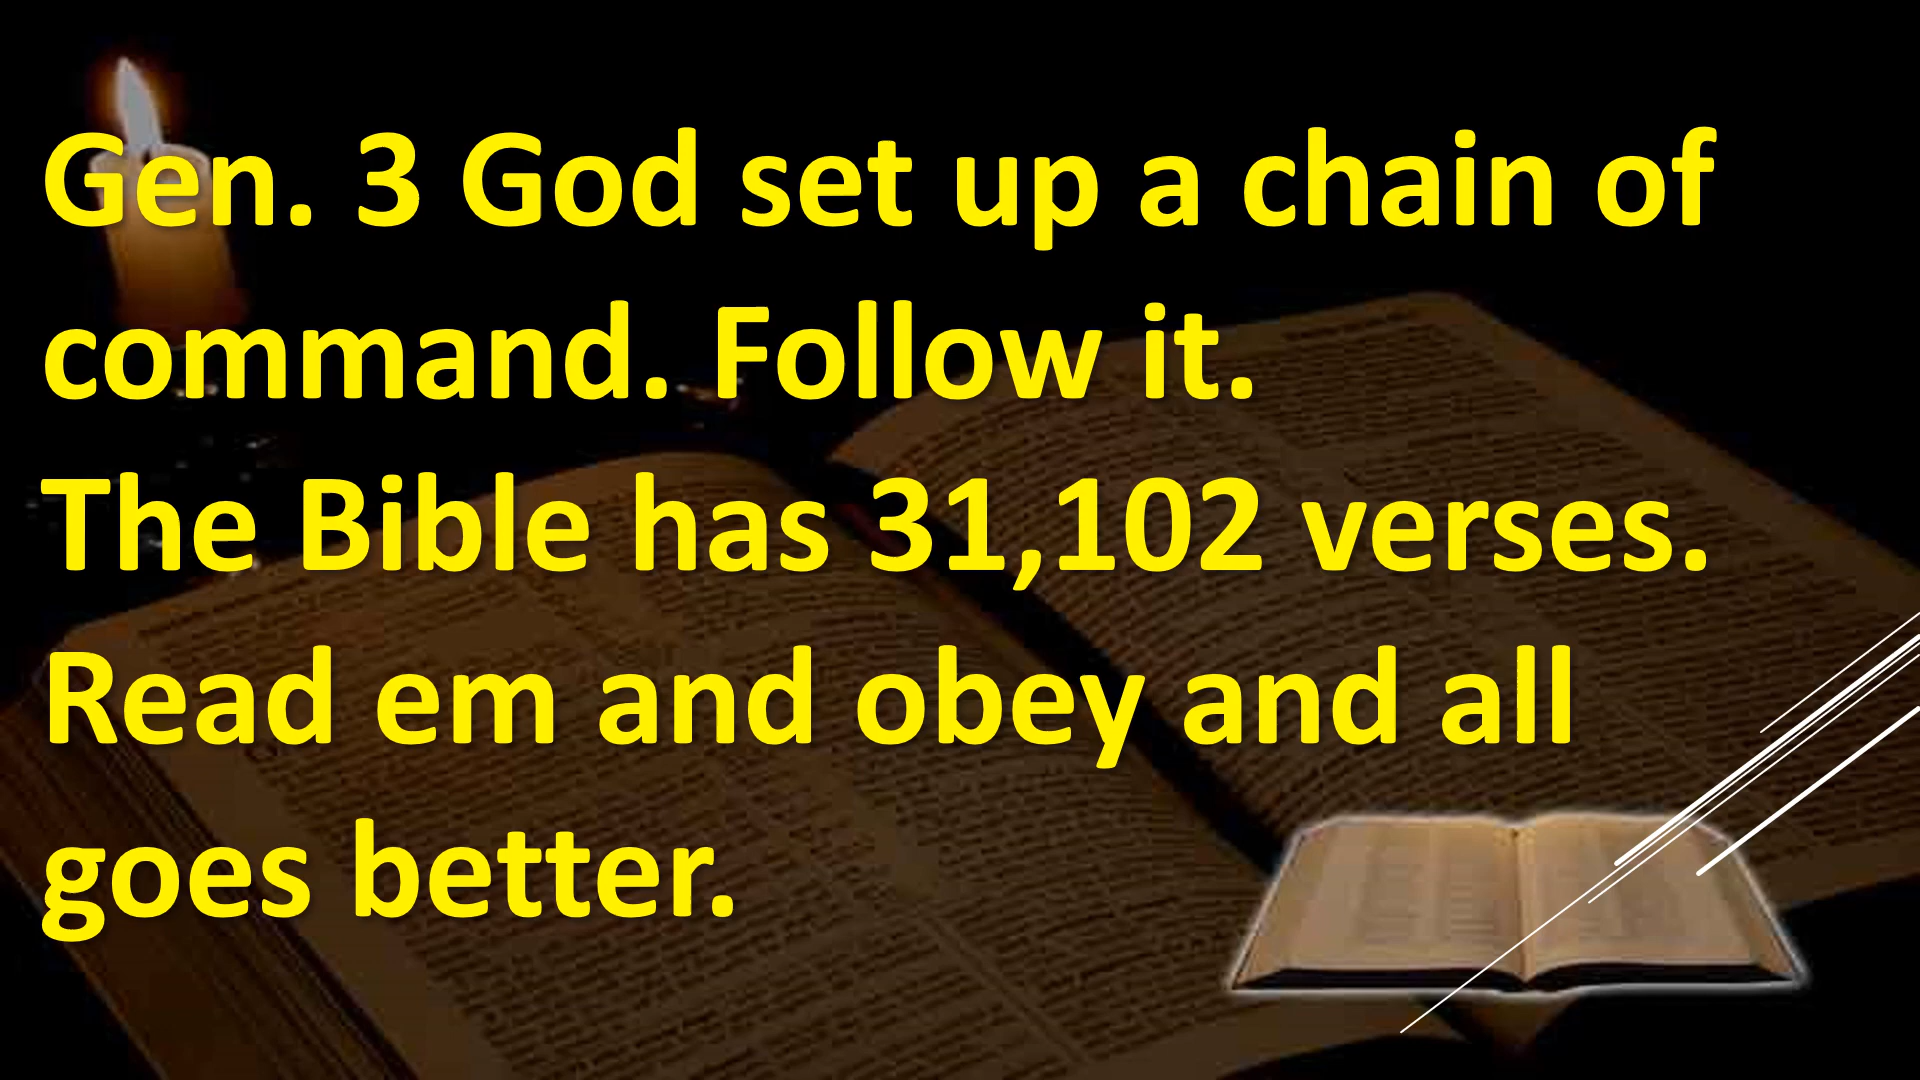 Gen. 3 God set up a chain of
command. Follow it.
The Bible has 31,102 verses.
Read em and obey and all
goes better.